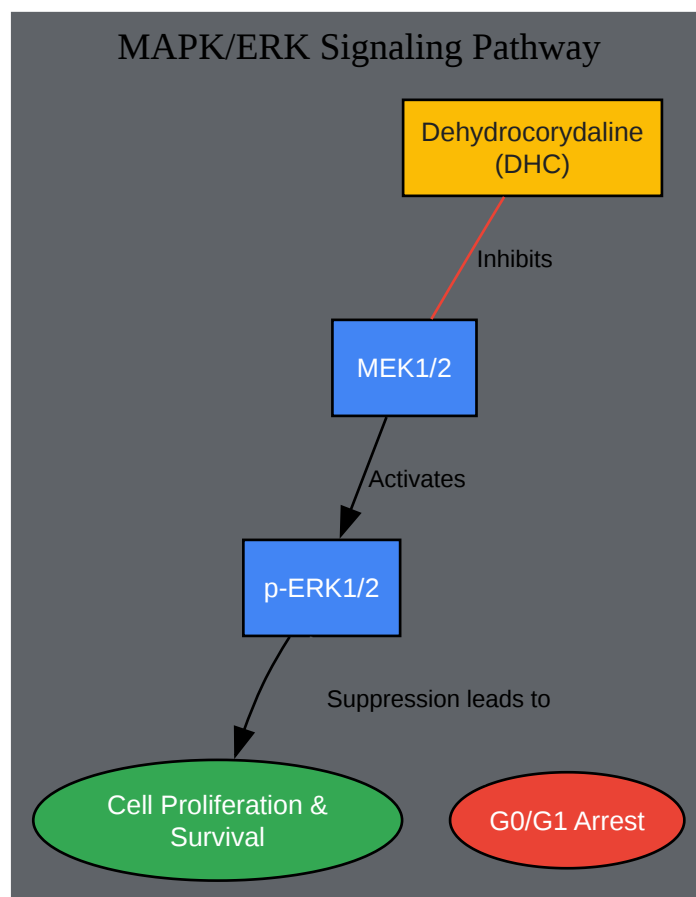 MAPK/ERK Signaling Pathway
Dehydrocorydaline
(DHC)
Inhibits
MEK1/2
Activates
p-ERK1/2
Suppression leads to
Cell Proliferation &
Survival
G0/G1 Arrest